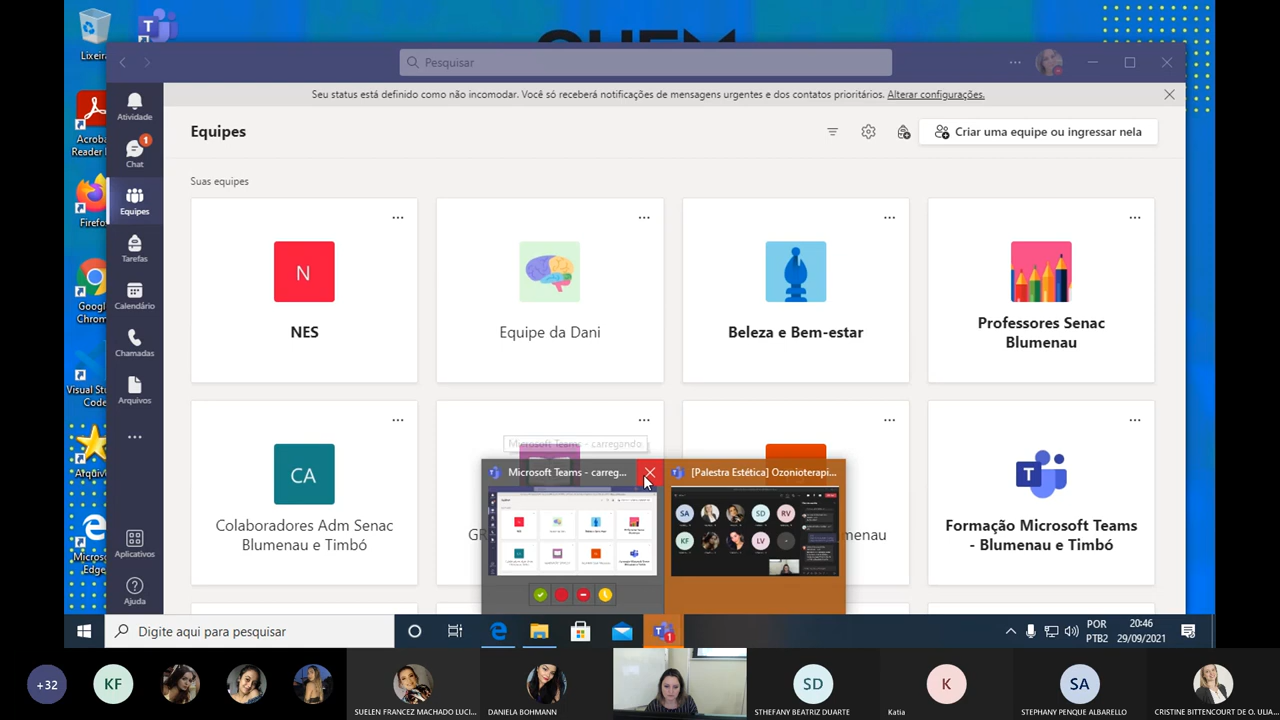 Lixeira
T
Pesquisar
Seu status está definido como não incomodar. Você só receberá notificações de mensagens urgentes e dos contatos prioritários. Alterar configurações.
Atividade
Equipes
Criar uma equipe ou ingressar nela
Acrobat
Reader
1
Chat
Suas equipes
Equipes
Firefox
N
NES
Equipe da Dani
Beleza e Bem-estar
Professores Senac
Blumenau
Tarefas
Calendário
Google
Chrom
Chamadas
Visual Stu
Code
Arquivos
Microsoft Teams - carregando
CA
T
Colaboradores Adm Senac
Blumenau e Timbó
GR
menau
Formação Microsoft Teams
- Blumenau e Timbó
Microsoft Teams - carreg...
[Palestra Estética] Ozonioterapi...
SA
SD
RV
KF
LV
Arquiv
Microsoft
Edge
Aplicativos
Ajuda
Digite aqui para pesquisar
1
POR
PTB2
20:46
29/09/2021
+32
KF
SUELEN FRANCEZ MACHADO LUCI...
DANIELA BOHMANN
SD
STHEFANY BEATRIZ DUARTE
K
Katia
SA
STEPHANY PENQUE ALBARELLO
CRISTINE BITTENCOURT DE O. ULIA...